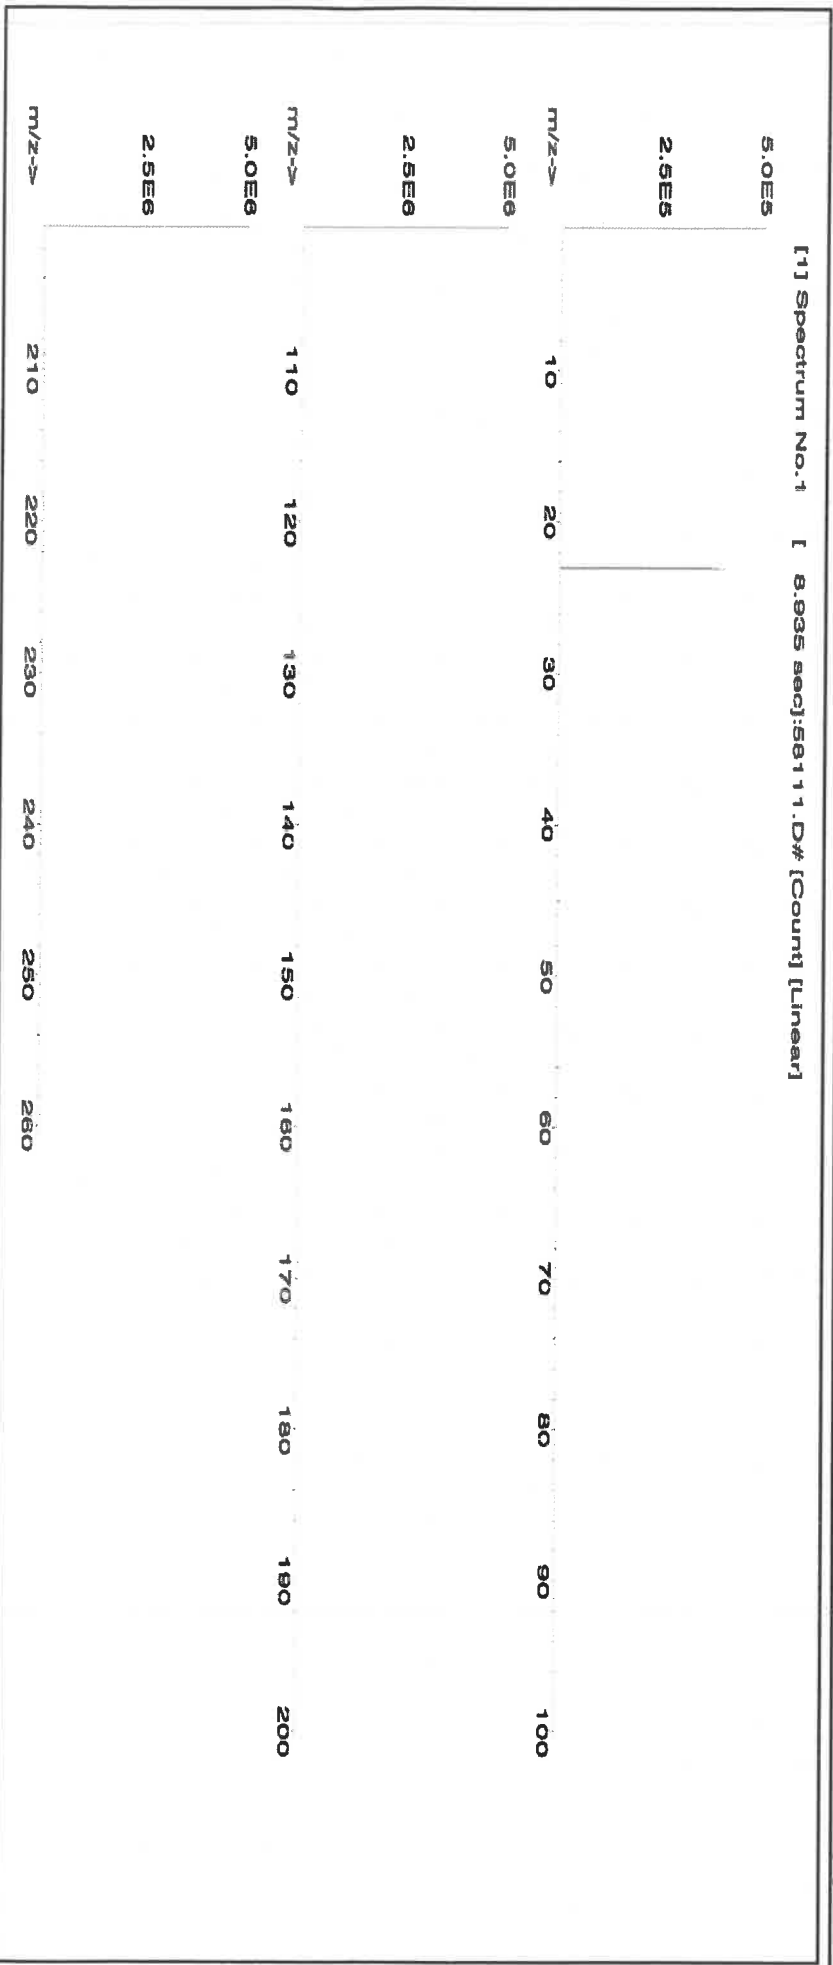 [1] Spectrum No.1 [ 8.935 sec]:58111.D# [Count] [Linear]
5.0E5
2.5E5
m/z-> 10 20 30 40 50 60 70 80 90 100
5.0E6
2.5E6
m/z-> 110 120 130 140 150 160 170 180 190 200
5.0E6
2.5E6
m/z-> 210 220 230 240 250 260